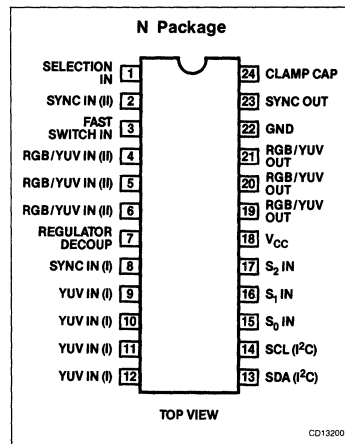 N Package
SELECTION
IN
1
24
CLAMP CAP
SYNC IN (II)
2
23
SYNC OUT
FAST
SWITCH IN
3
22
GND
RGB/YUV IN (II)
4
21
RGB/YUV
OUT
RGB/YUV IN (II)
5
20
RGB/YUV
OUT
RGB/YUV IN (II)
6
19
RGB/YUV
OUT
REGULATOR
DECOUP
7
18
VCC
SYNC IN (I)
8
17
S2 IN
YUV IN (I)
9
16
S1 IN
YUV IN (I)
10
15
S0 IN
YUV IN (I)
11
14
SCL (I²C)
YUV IN (I)
12
13
SDA (I²C)
TOP VIEW
CD13200